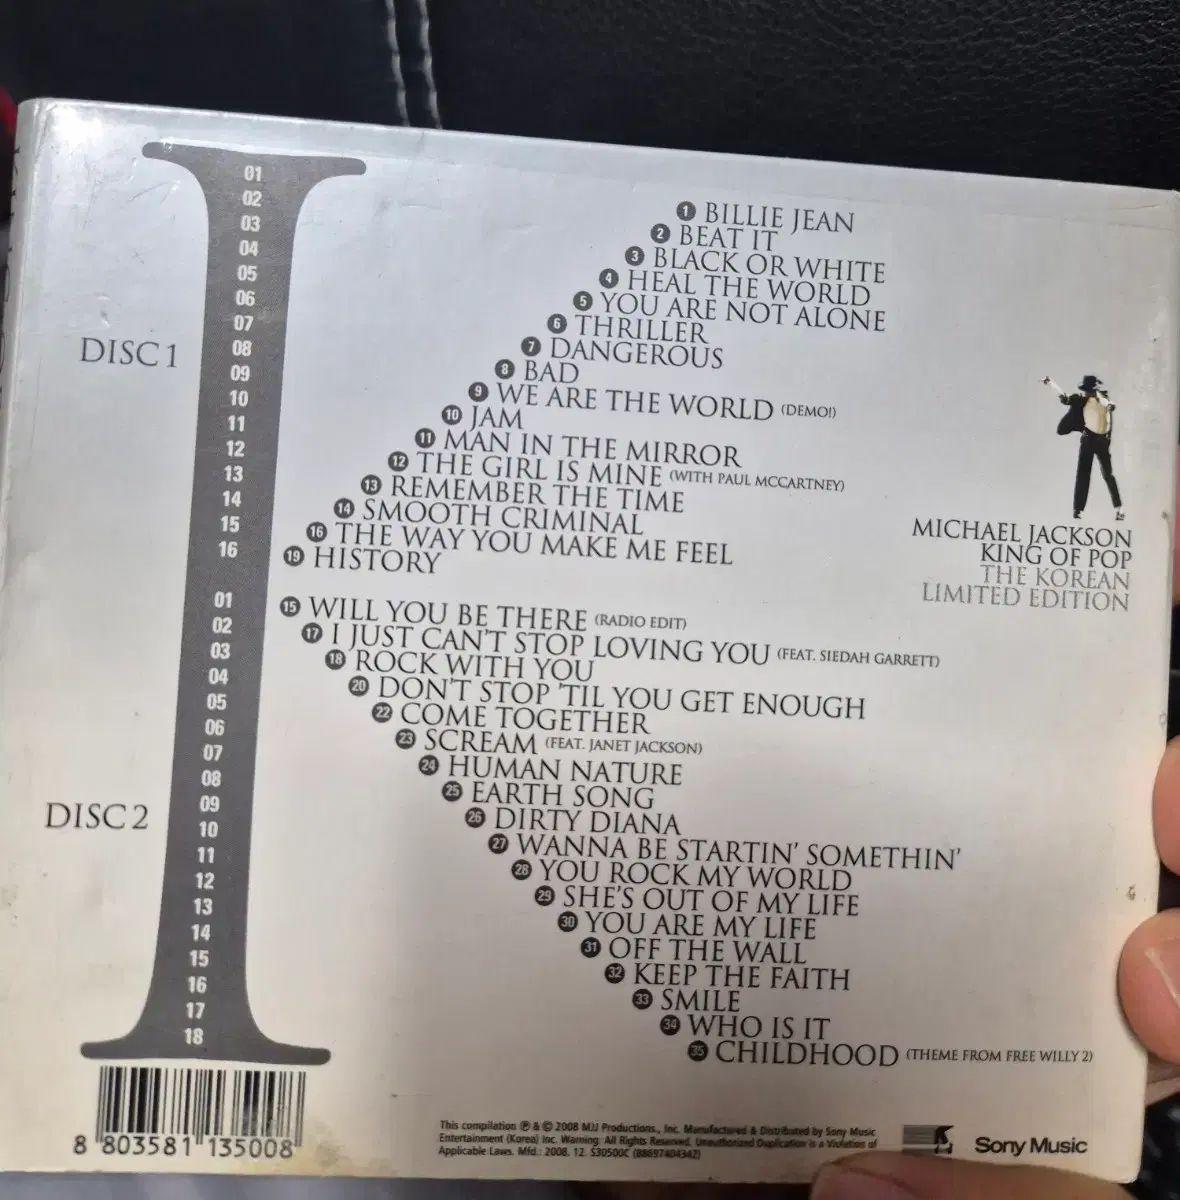 DISC 1
01
02
03
04
05
06
07
08
09
10
11
12
13
14
15
16
1 BILLIE JEAN
2 BEAT IT
3 BLACK OR WHITE
4 HEAL THE WORLD
5 YOU ARE NOT ALONE
6 THRILLER
7 DANGEROUS
8 BAD
9 WE ARE THE WORLD (DEMO!)
10 JAM
11 MAN IN THE MIRROR
12 THE GIRL IS MINE (WITH PAUL MCCARTNEY)
13 REMEMBER THE TIME
14 SMOOTH CRIMINAL
16 THE WAY YOU MAKE ME FEEL
19 HISTORY
MICHAEL JACKSON
KING OF POP
THE KOREAN
LIMITED EDITION
DISC 2
01
02
03
04
05
06
07
08
09
10
11
12
13
14
15
16
17
18
15 WILL YOU BE THERE (RADIO EDIT)
17 I JUST CAN'T STOP LOVING YOU (FEAT. SIEDAH GARRETT)
18 ROCK WITH YOU
20 DON'T STOP 'TIL YOU GET ENOUGH
22 COME TOGETHER
23 SCREAM (FEAT. JANET JACKSON)
24 HUMAN NATURE
25 EARTH SONG
26 DIRTY DIANA
27 WANNA BE STARTIN' SOMETHIN'
28 YOU ROCK MY WORLD
29 SHE'S OUT OF MY LIFE
30 YOU ARE MY LIFE
31 OFF THE WALL
32 KEEP THE FAITH
33 SMILE
34 WHO IS IT
35 CHILDHOOD (THEME FROM FREE WILLY 2)
8 803581 135008
This compilation ℗ & © 2008 MJJ Productions., Inc. Manufactured & Distributed by Sony Music
Entertainment (Korea) Inc. Warning: All Rights Reserved. Unauthorized Duplication is a Violation of
Applicable Laws. Mfd.: 2008. 12. S30500C (88697404342)
Sony Music